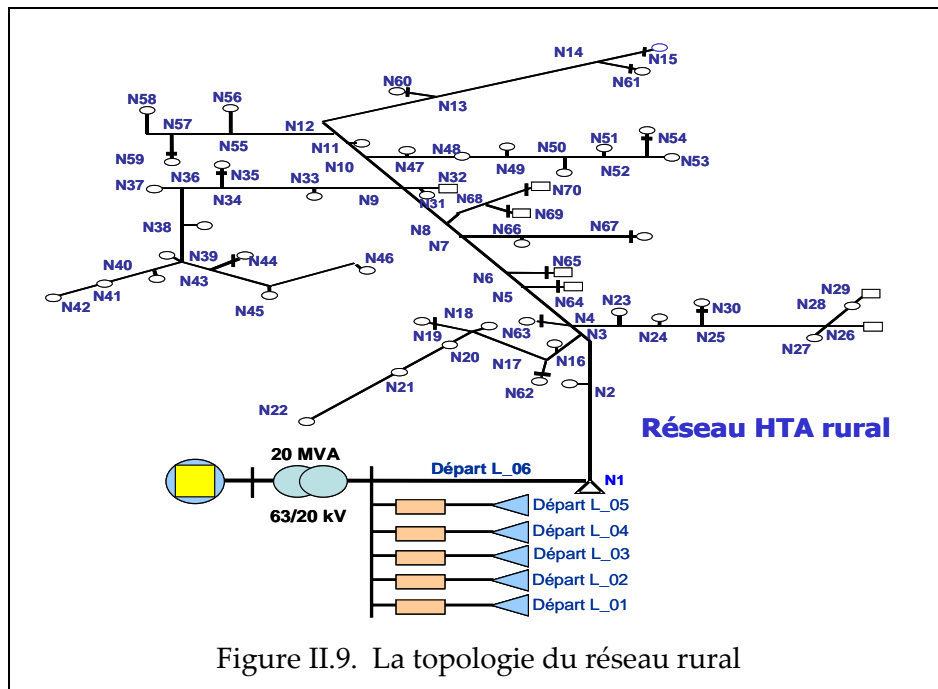 N14
N15
N60
N61
N58
N56
N13
N57
N12
N11
N48
N50
N51
N54
N59
N55
N10
N47
N49
N52
N53
N36
N35
N33
N32
N37
N34
N9
N31
N68
N70
N69
N38
N8
N7
N66
N67
N40
N39
N44
N46
N43
N6
N65
N41
N42
N45
N5
N64
N29
N23
N30
N28
N18
N63
N4
N19
N3
N24
N25
N26
N20
N17
N16
N27
N21
N62
N2
N22
Réseau HTA rural
20 MVA
Départ L_06
N1
63/20 kV
Départ L_05
Départ L_04
Départ L_03
Départ L_02
Départ L_01
Figure II.9. La topologie du réseau rural